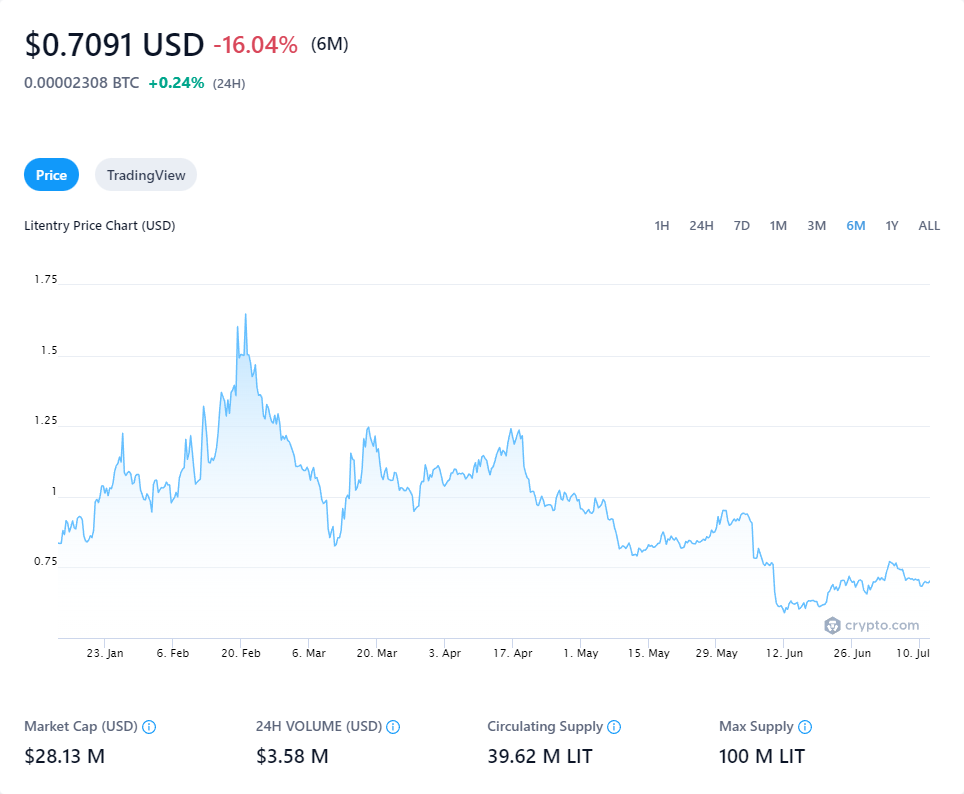 $0.7091 USD -16.04% (6M)
0.00002308 BTC +0.24% (24H)
Price TradingView
Litentry Price Chart (USD) 1H 24H 7D 1M 3M 6M 1Y ALL
1.75
1.5
1.25
1
0.75
crypto.com
23. Jan 6. Feb 20. Feb 6. Mar 20. Mar 3. Apr 17. Apr 1. May 15. May 29. May 12. Jun 26. Jun 10. Jul
Market Cap (USD) 24H VOLUME (USD) Circulating Supply Max Supply
$28.13 M $3.58 M 39.62 M LIT 100 M LIT